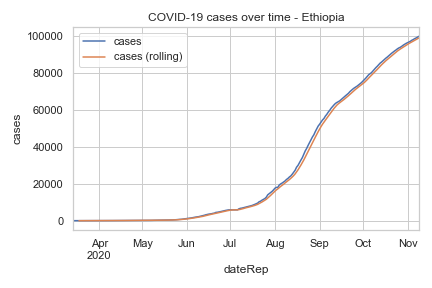 COVID-19 cases over time - Ethiopia
cases
cases (rolling)
100000
80000
60000
40000
20000
0
cases
Apr May Jun Jul Aug Sep Oct Nov
2020
dateRep